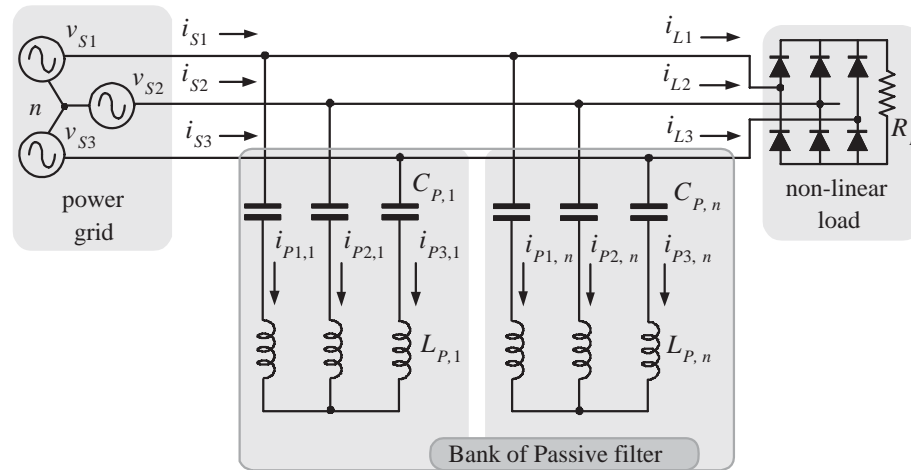 v_{S1}
i_{S1}
i_{L1}
v_{S2}
i_{S2}
i_{L2}
n
v_{S3}
i_{S3}
i_{L3}
power
grid
C_{P,1}
C_{P,n}
non-linear
load
i_{P1,1}
i_{P2,1}
i_{P3,1}
i_{P1,n}
i_{P2,n}
i_{P3,n}
L_{P,1}
L_{P,n}
Bank of Passive filter